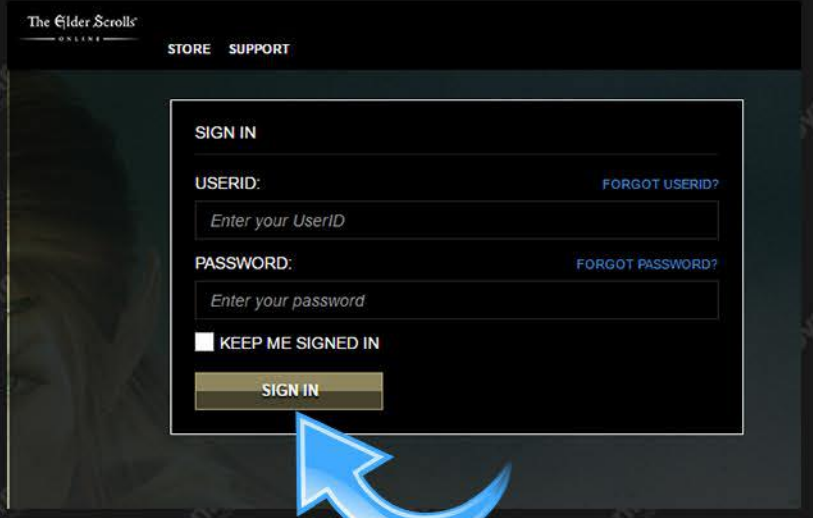 The Elder Scrolls
ONLINE
STORE SUPPORT
SIGN IN
USERID: FORGOT USERID?
Enter your UserID
PASSWORD: FORGOT PASSWORD?
Enter your password
KEEP ME SIGNED IN
SIGN IN